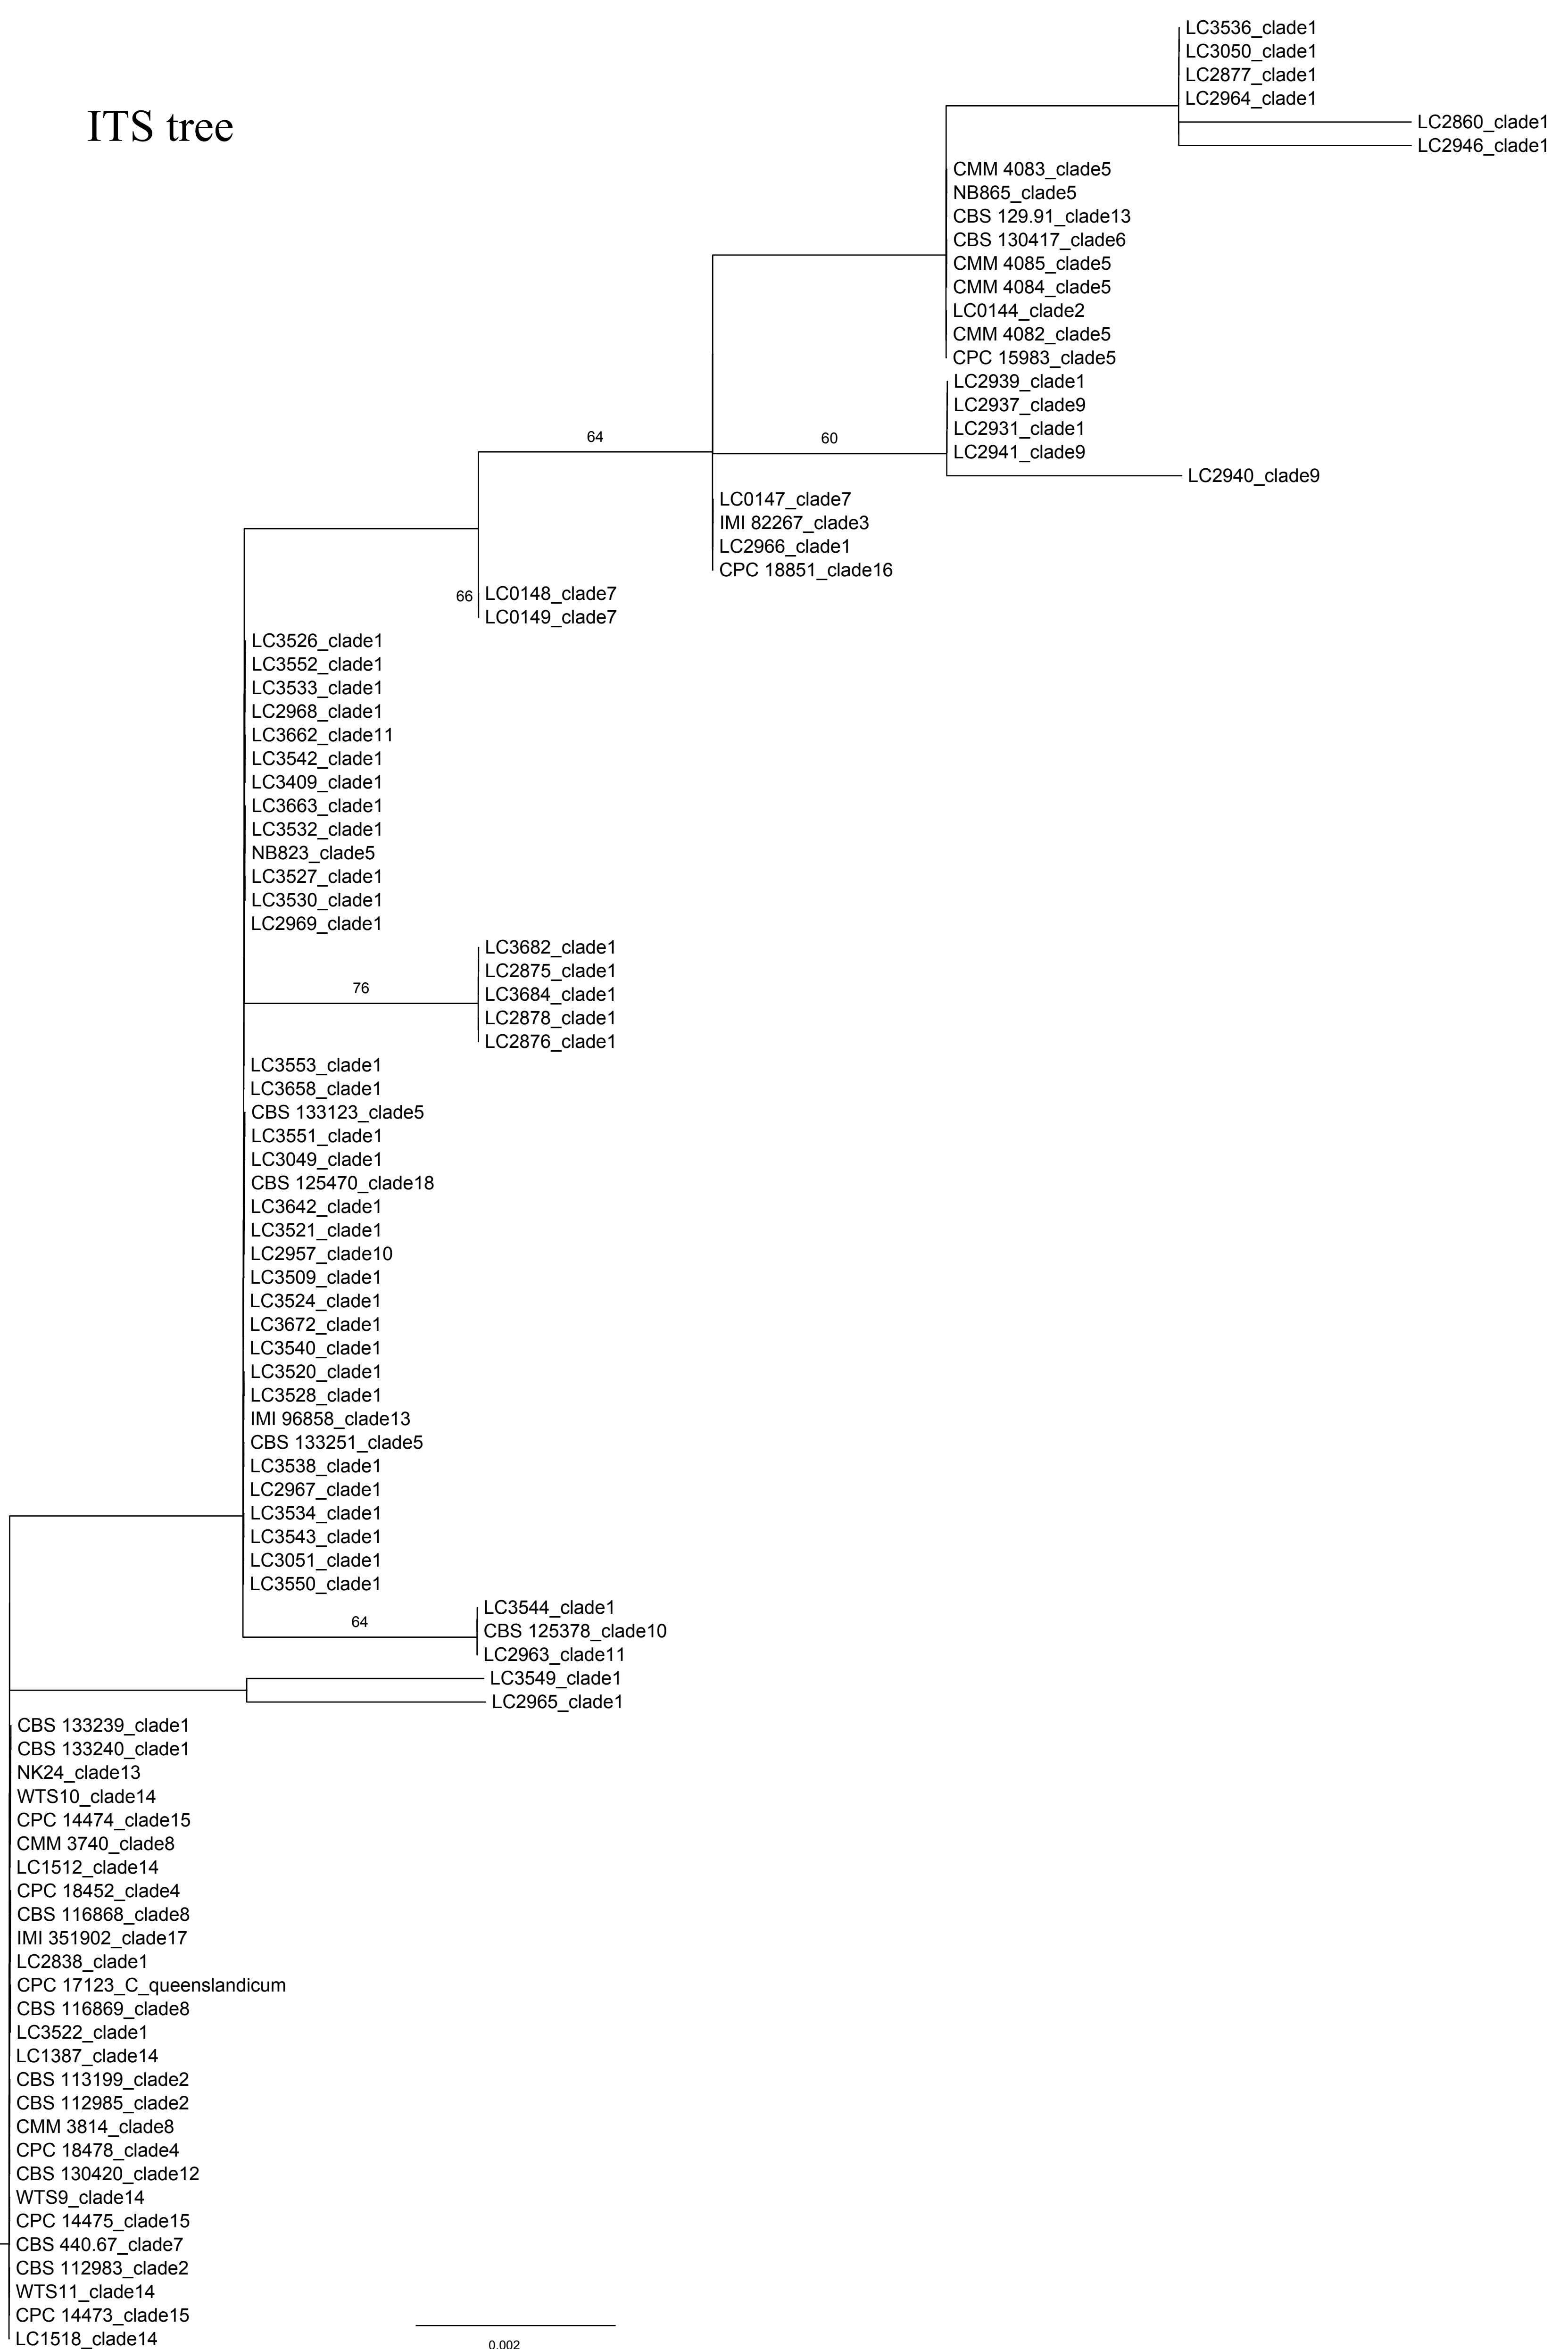 LC3536_clade1
LC3050_clade1
LC2877_clade1
LC2964_clade1
ITS tree
LC2860_clade1
LC2946_clade1
CMM 4083_clade5
NB865_clade5
CBS 129.91_clade13
CBS 130417_clade6
CMM 4085_clade5
CMM 4084_clade5
LC0144_clade2
CMM 4082_clade5
CPC 15983_clade5
LC2939_clade1
LC2937_clade9
LC2931_clade1
64
60
LC2941_clade9
LC2940_clade9
LC0147_clade7
IMI 82267_clade3
LC2966_clade1
CPC 18851_clade16
66
LC0148_clade7
LC0149_clade7
LC3526_clade1
LC3552_clade1
LC3533_clade1
LC2968_clade1
LC3662_clade11
LC3542_clade1
LC3409_clade1
LC3663_clade1
LC3532_clade1
NB823_clade5
LC3527_clade1
LC3530_clade1
LC2969_clade1
LC3682_clade1
LC2875_clade1
76
LC3684_clade1
LC2878_clade1
LC2876_clade1
LC3553_clade1
LC3658_clade1
CBS 133123_clade5
LC3551_clade1
LC3049_clade1
CBS 125470_clade18
LC3642_clade1
LC3521_clade1
LC2957_clade10
LC3509_clade1
LC3524_clade1
LC3672_clade1
LC3540_clade1
LC3520_clade1
LC3528_clade1
IMI 96858_clade13
CBS 133251_clade5
LC3538_clade1
LC2967_clade1
LC3534_clade1
LC3543_clade1
LC3051_clade1
LC3550_clade1
LC3544_clade1
64
CBS 125378_clade10
LC2963_clade11
LC3549_clade1
LC2965_clade1
CBS 133239_clade1
CBS 133240_clade1
NK24_clade13
WTS10_clade14
CPC 14474_clade15
CMM 3740_clade8
LC1512_clade14
CPC 18452_clade4
CBS 116868_clade8
IMI 351902_clade17
LC2838_clade1
CPC 17123_C_queenslandicum
CBS 116869_clade8
LC3522_clade1
LC1387_clade14
CBS 113199_clade2
CBS 112985_clade2
CMM 3814_clade8
CPC 18478_clade4
CBS 130420_clade12
WTS9_clade14
CPC 14475_clade15
CBS 440.67_clade7
CBS 112983_clade2
WTS11_clade14
CPC 14473_clade15
LC1518_clade14
0.002